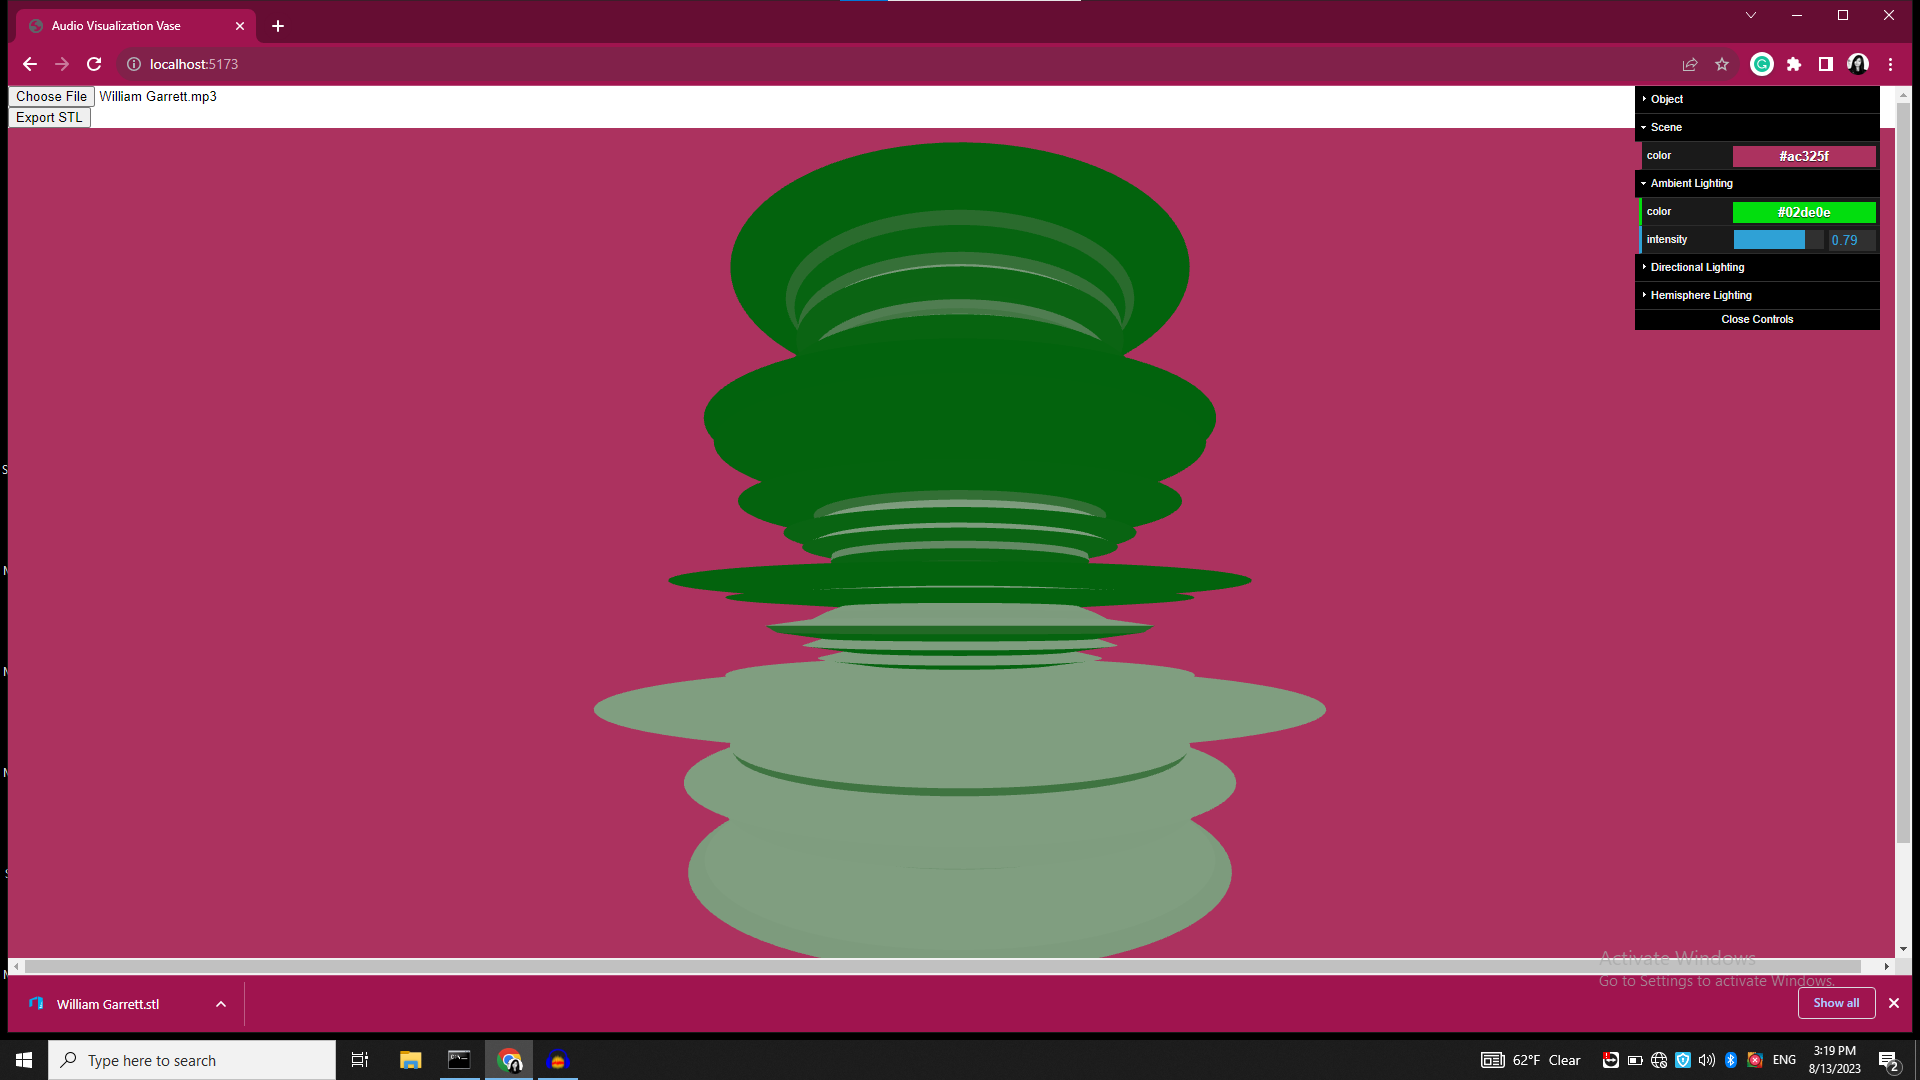 Audio Visualization Vase
localhost:5173
Choose File William Garrett.mp3
Export STL
Object
Scene
color #ac325f
Ambient Lighting
color #02de0e
intensity 0.79
Directional Lighting
Hemisphere Lighting
Close Controls
Activate Windows
Go to Settings to activate Windows.
William Garrett.stl
Show all
Type here to search
62°F Clear
ENG
3:19 PM
8/13/2023
2